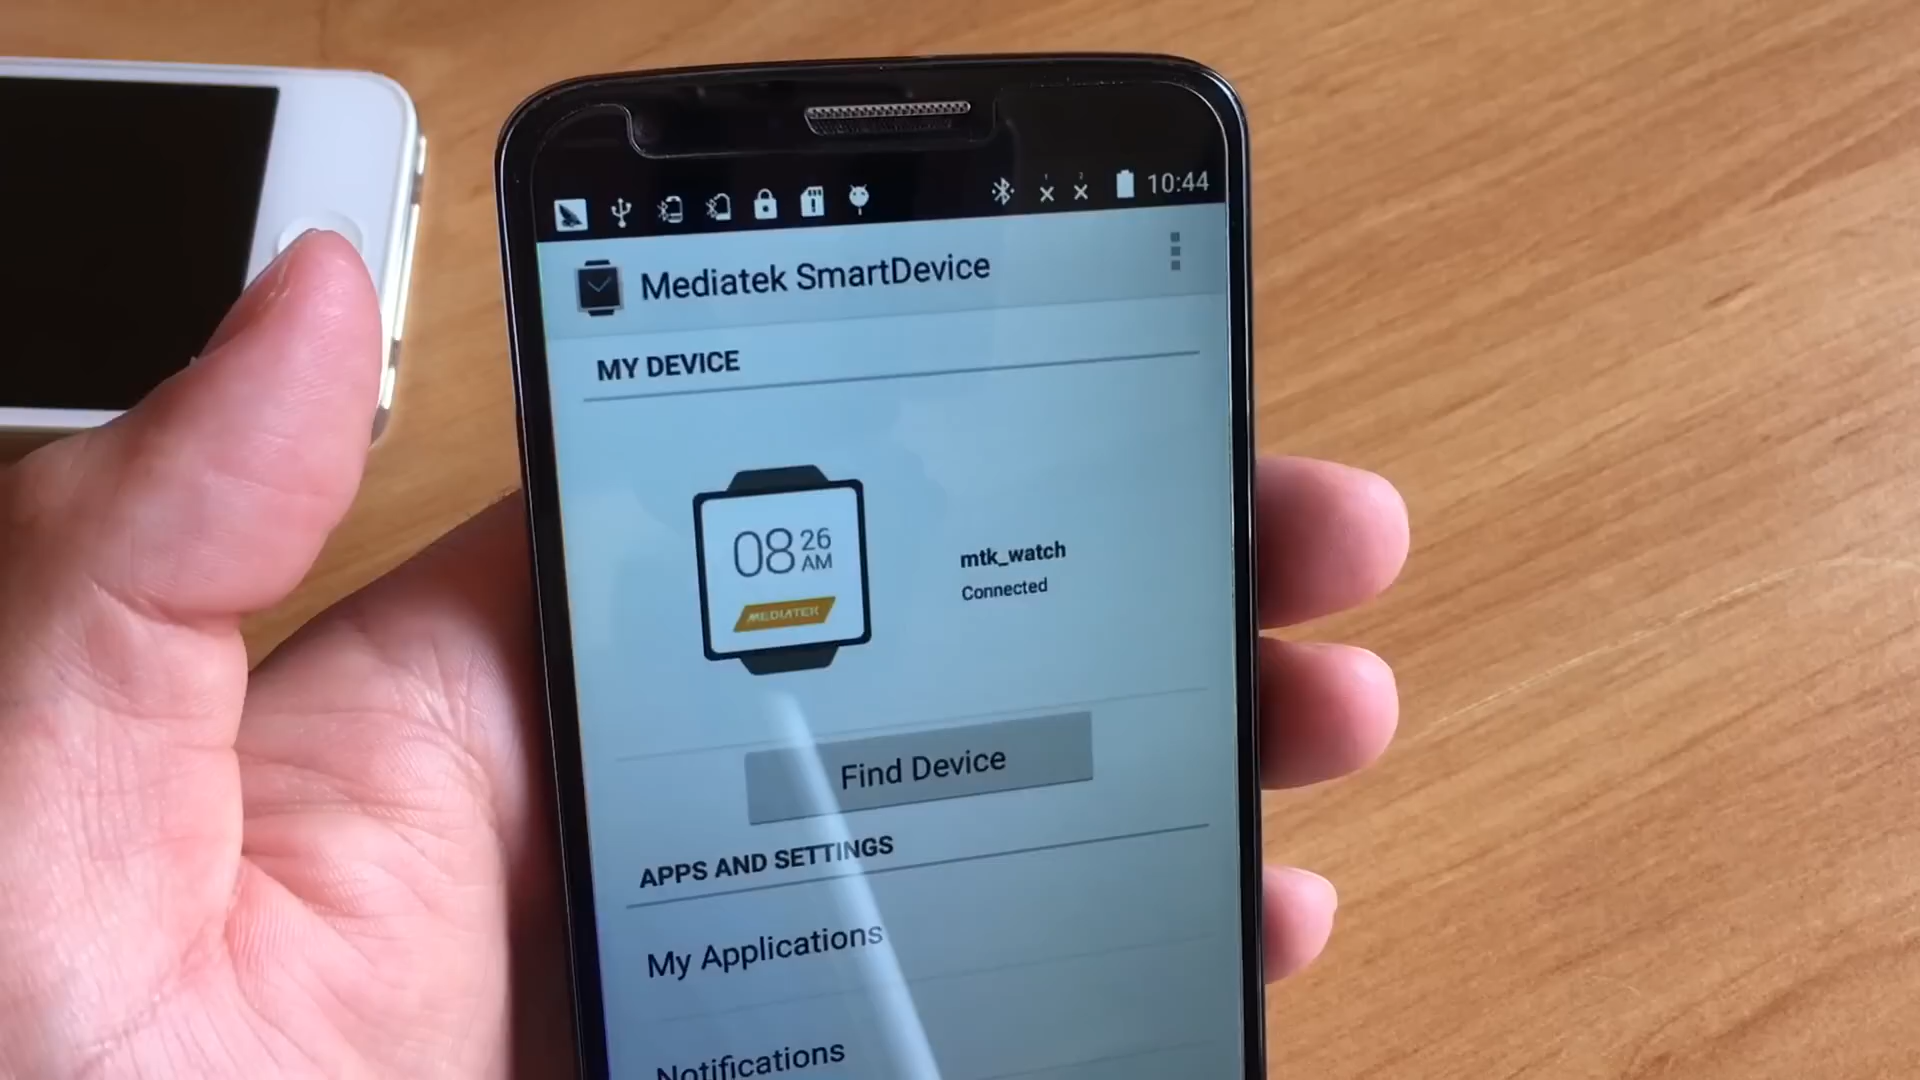 10:44
Mediatek SmartDevice
MY DEVICE
08 26 AM
MEDIATEK
mtk_watch
Connected
Find Device
APPS AND SETTINGS
My Applications
Notifications